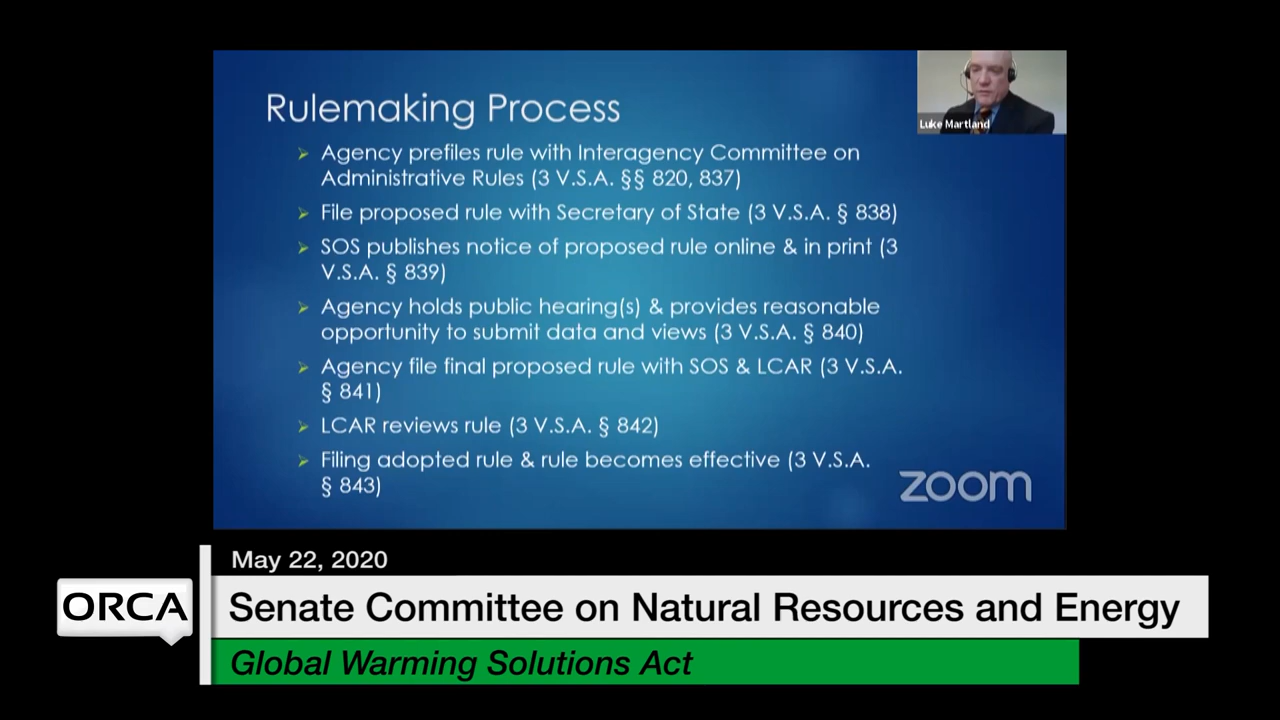 Rulemaking Process
Luke Martland
Agency prefiles rule with Interagency Committee on
Administrative Rules (3 V.S.A. §§ 820, 837)
File proposed rule with Secretary of State (3 V.S.A. § 838)
SOS publishes notice of proposed rule online & in print (3
V.S.A. § 839)
Agency holds public hearing(s) & provides reasonable
opportunity to submit data and views (3 V.S.A. § 840)
Agency file final proposed rule with SOS & LCAR (3 V.S.A.
§ 841)
LCAR reviews rule (3 V.S.A. § 842)
Filing adopted rule & rule becomes effective (3 V.S.A.
§ 843)
zoom
May 22, 2020
ORCA
Senate Committee on Natural Resources and Energy
Global Warming Solutions Act